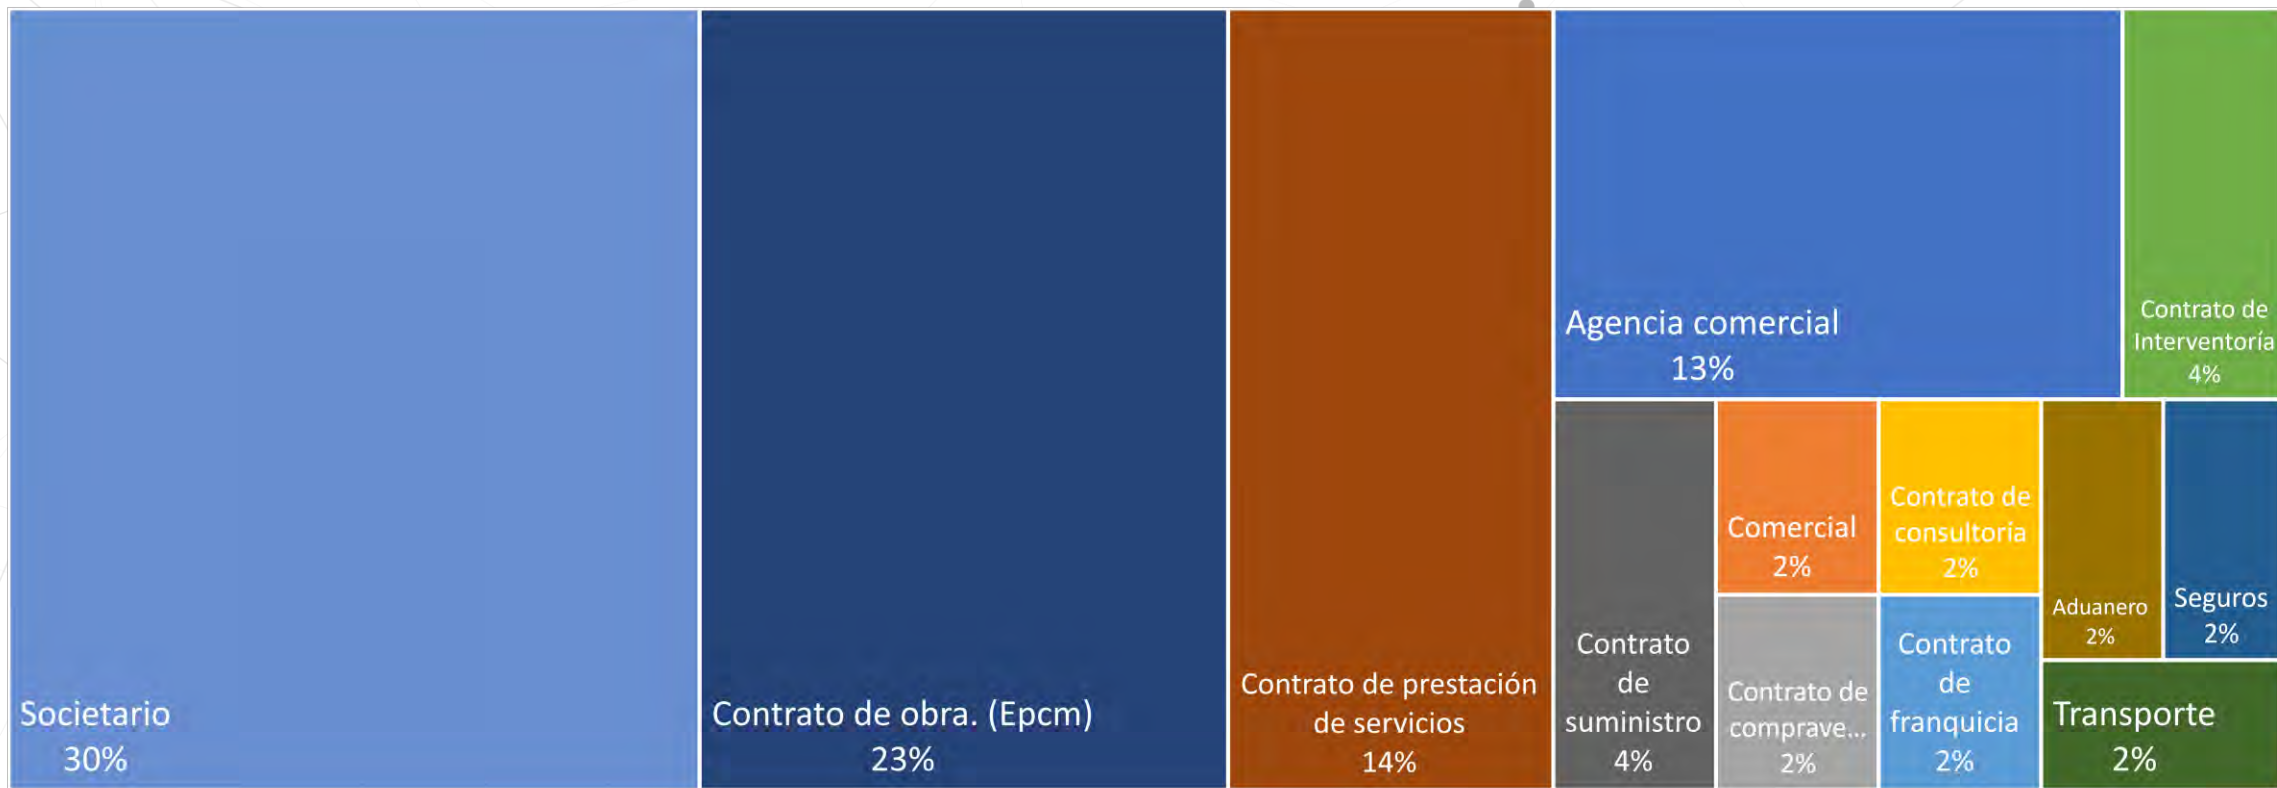 Societario
30%
Contrato de obra. (Epcm)
23%
Contrato de prestación
de servicios
14%
Agencia comercial
13%
Contrato de
Interventoría
4%
Contrato
de
suministro
4%
Comercial
2%
Contrato de
consultoria
2%
Contrato de
comprave...
2%
Contrato
de
franquicia
2%
Aduanero
2%
Seguros
2%
Transporte
2%